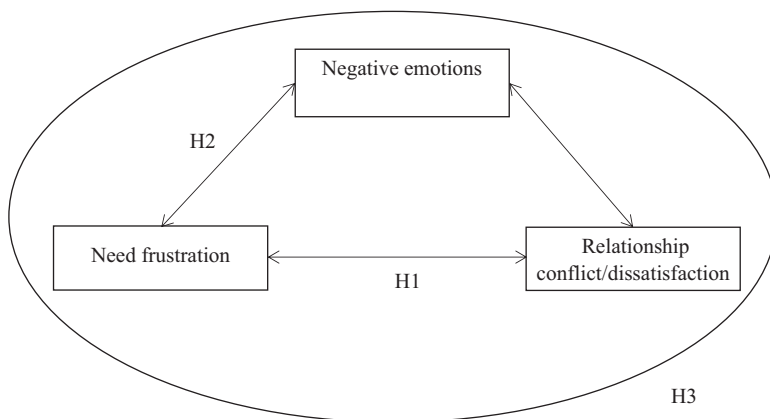 Negative emotions
H2
Need frustration
Relationship
conflict/dissatisfaction
H1
H3